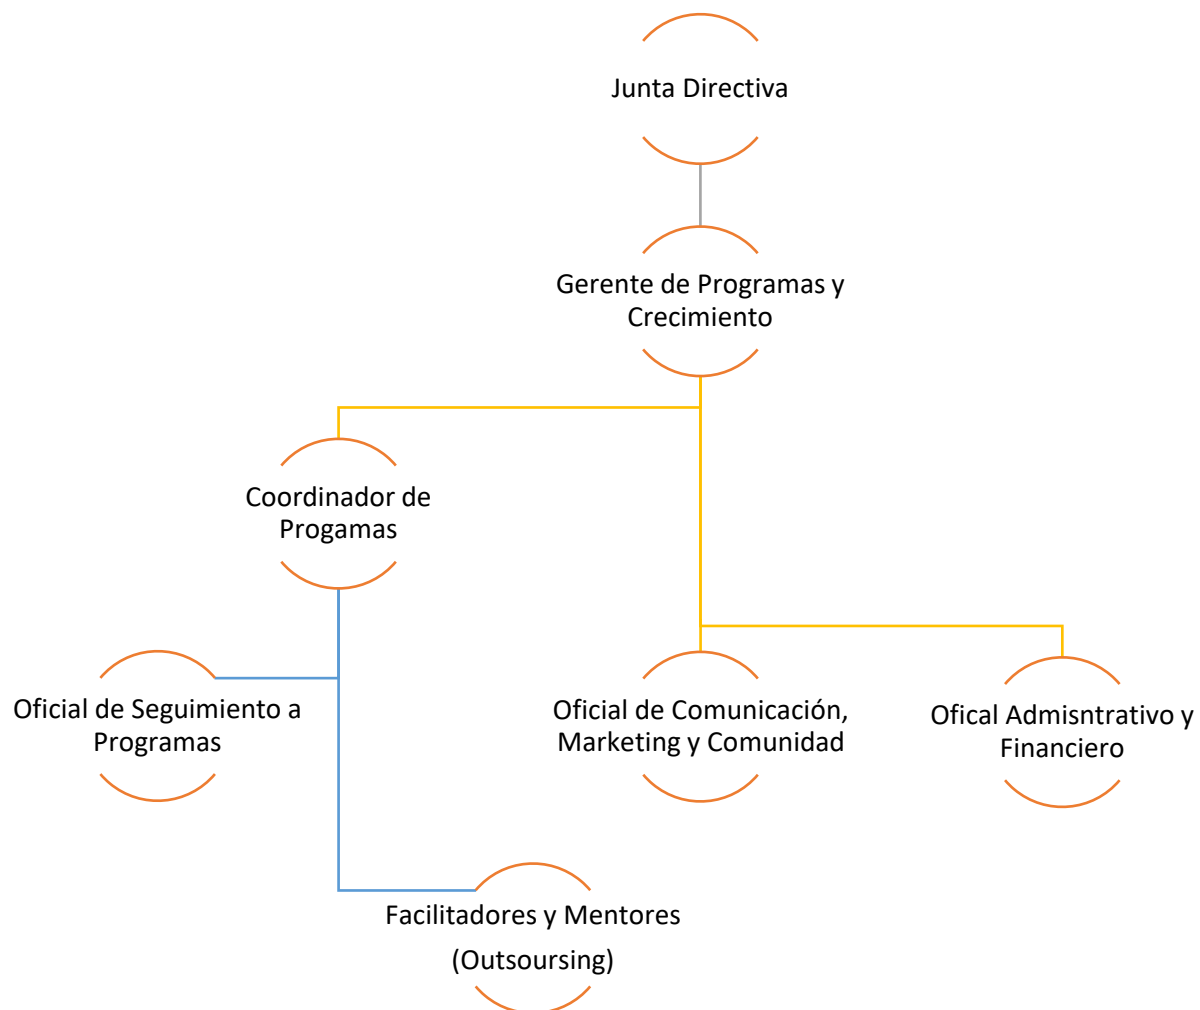 Junta Directiva
Gerente de Programas y
Crecimiento
Coordinador de
Progamas
Oficial de Seguimiento a
Programas
Oficial de Comunicación,
Marketing y Comunidad
Ofical Admisntrativo y
Financiero
Facilitadores y Mentores
(Outsoursing)